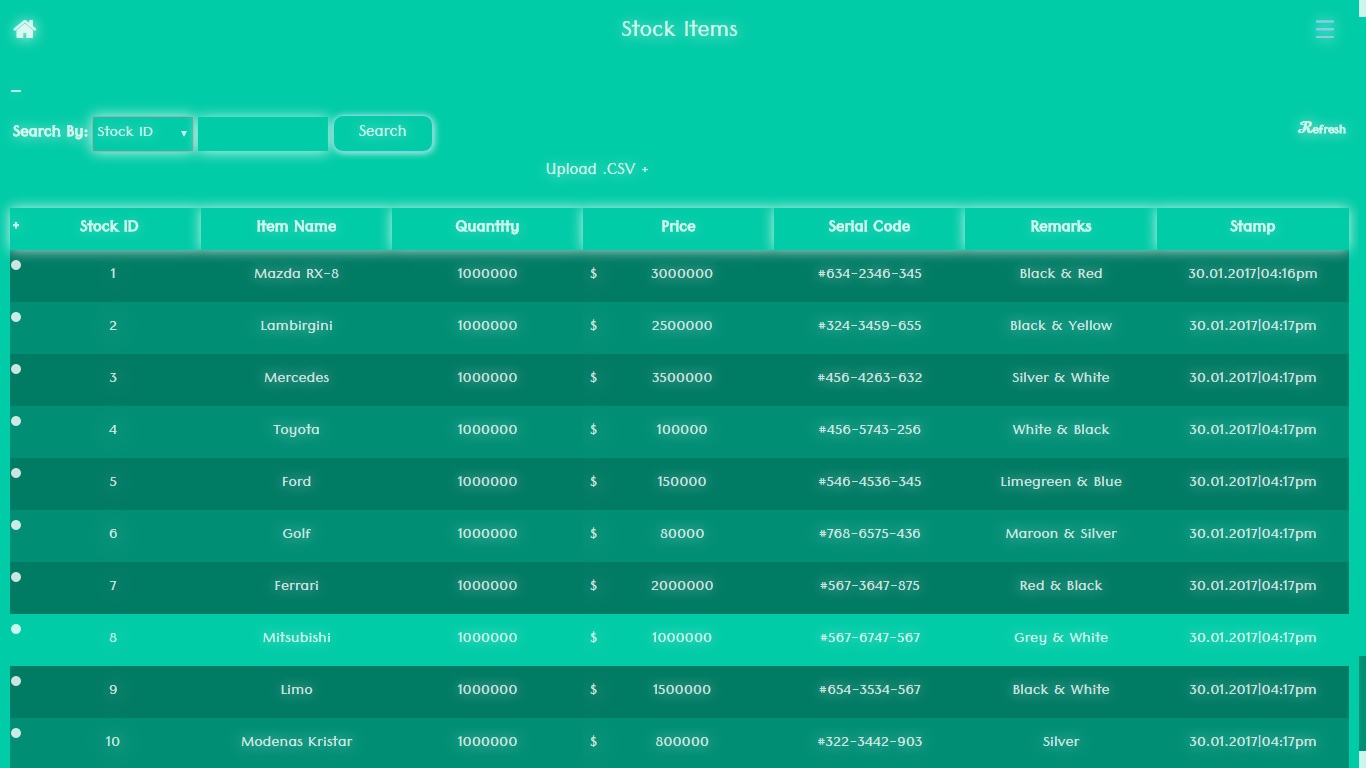 Stock Items
Search By: Stock ID Search
Refresh
Upload .CSV +
+ Stock ID Item Name Quantity Price Serial Code Remarks Stamp
1 Mazda RX-8 1000000 $ 3000000 #634-2346-345 Black & Red 30.01.2017|04:16pm
2 Lambirgini 1000000 $ 2500000 #324-3459-655 Black & Yellow 30.01.2017|04:17pm
3 Mercedes 1000000 $ 3500000 #456-4263-632 Silver & White 30.01.2017|04:17pm
4 Toyota 1000000 $ 100000 #456-5743-256 White & Black 30.01.2017|04:17pm
5 Ford 1000000 $ 150000 #546-4536-345 Limegreen & Blue 30.01.2017|04:17pm
6 Golf 1000000 $ 80000 #768-6575-436 Maroon & Silver 30.01.2017|04:17pm
7 Ferrari 1000000 $ 2000000 #567-3647-875 Red & Black 30.01.2017|04:17pm
8 Mitsubishi 1000000 $ 1000000 #567-6747-567 Grey & White 30.01.2017|04:17pm
9 Limo 1000000 $ 1500000 #654-3534-567 Black & White 30.01.2017|04:17pm
10 Modenas Kristar 1000000 $ 800000 #322-3442-903 Silver 30.01.2017|04:17pm